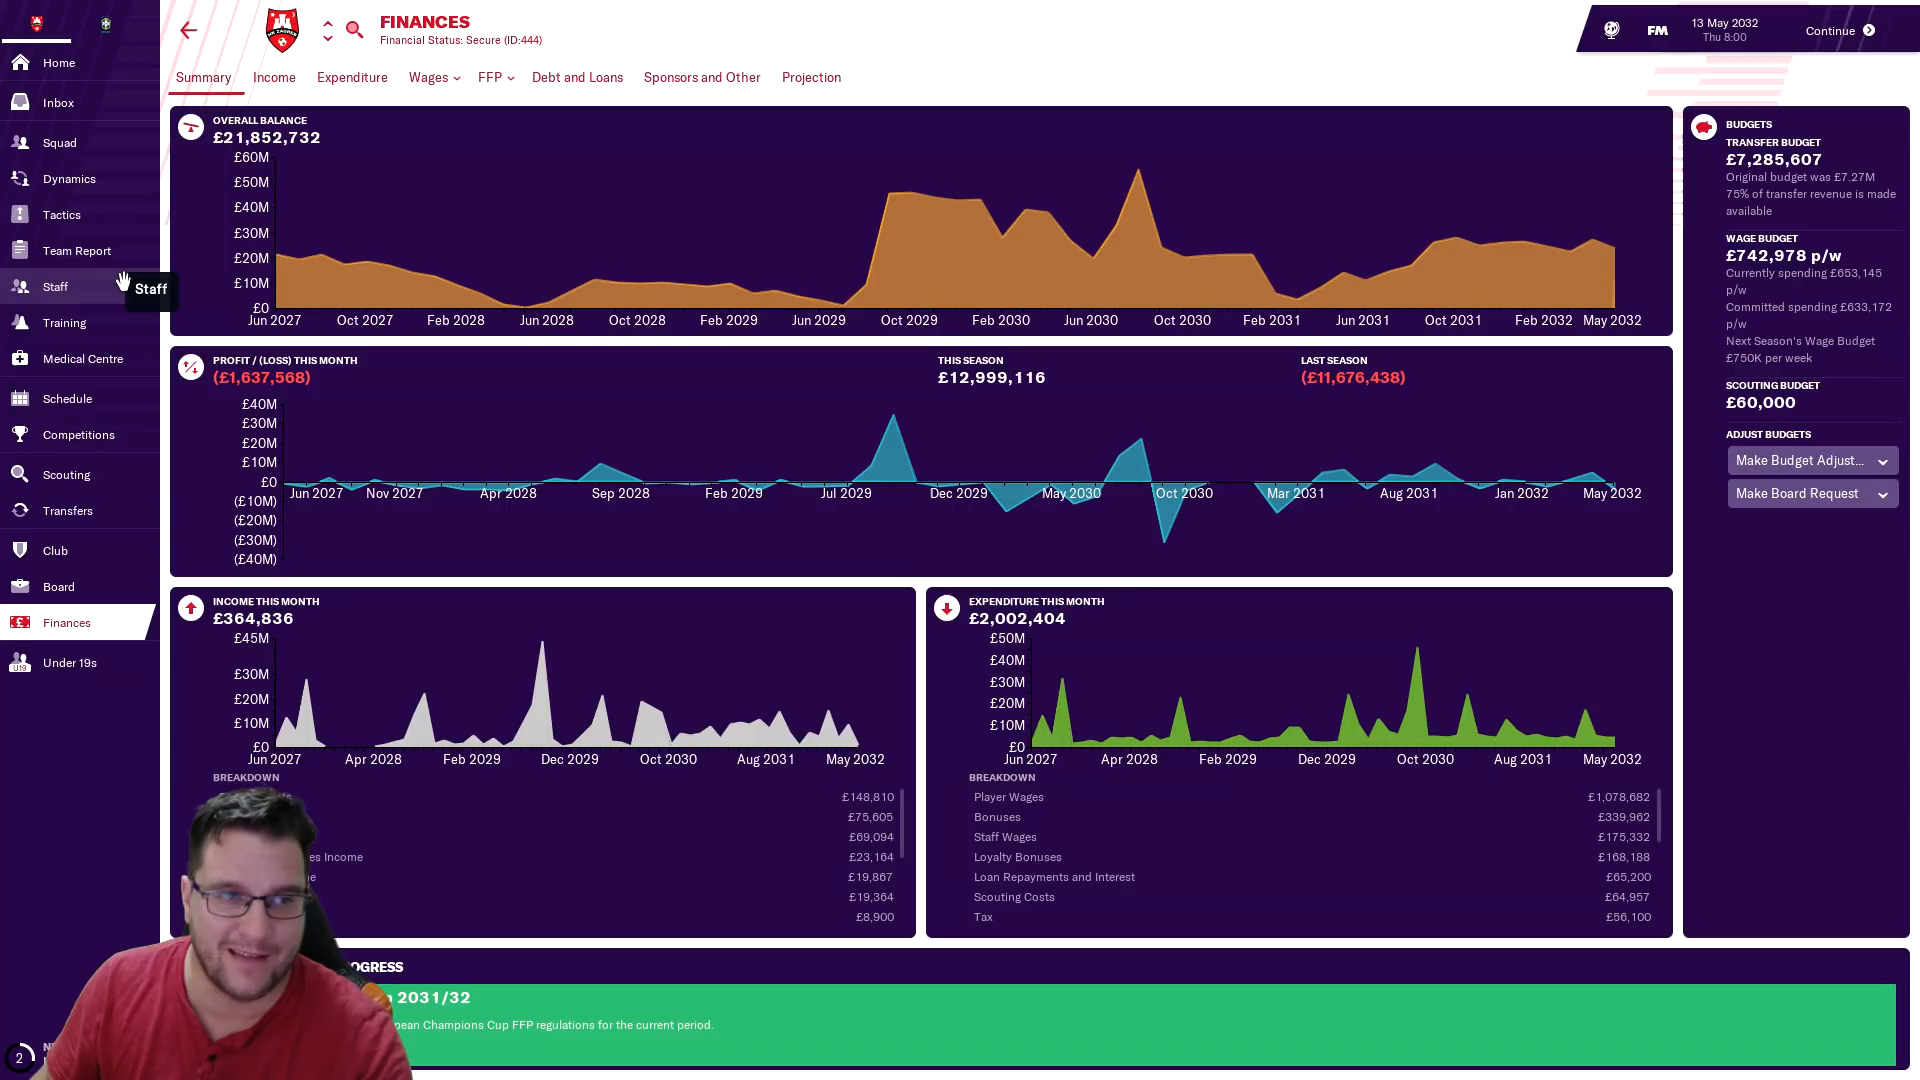 FINANCES
Financial Status: Secure (ID:444)
FM
13 May 2032
Thu 8:00
Continue
Home
Inbox
Squad
Dynamics
Tactics
Team Report
Staff
Staff
Training
Medical Centre
Schedule
Competitions
Scouting
Transfers
Club
Board
Finances
U19
Under 19s
2
Summary
Income
Expenditure
Wages
FFP
Debt and Loans
Sponsors and Other
Projection
OVERALL BALANCE
£21,852,732
£60M
£50M
£40M
£30M
£20M
£10M
£0
Jun 2027 Oct 2027 Feb 2028 Jun 2028 Oct 2028 Feb 2029 Jun 2029 Oct 2029 Feb 2030 Jun 2030 Oct 2030 Feb 2031 Jun 2031 Oct 2031 Feb 2032 May 2032
PROFIT / (LOSS) THIS MONTH
(£1,637,568)
THIS SEASON
£12,999,116
LAST SEASON
(£11,676,438)
£40M
£30M
£20M
£10M
£0
(£10M)
(£20M)
(£30M)
(£40M)
Jun 2027 Nov 2027 Apr 2028 Sep 2028 Feb 2029 Jul 2029 Dec 2029 May 2030 Oct 2030 Mar 2031 Aug 2031 Jan 2032 May 2032
INCOME THIS MONTH
£364,836
£45M
£30M
£20M
£10M
£0
Jun 2027 Apr 2028 Feb 2029 Dec 2029 Oct 2030 Aug 2031 May 2032
BREAKDOWN
£148,810
£75,605
£69,094
es Income £23,164
£19,867
£19,364
£8,900
EXPENDITURE THIS MONTH
£2,002,404
£50M
£40M
£30M
£20M
£10M
£0
Jun 2027 Apr 2028 Feb 2029 Dec 2029 Oct 2030 Aug 2031 May 2032
BREAKDOWN
Player Wages £1,078,682
Bonuses £339,962
Staff Wages £175,332
Loyalty Bonuses £168,188
Loan Repayments and Interest £65,200
Scouting Costs £64,957
Tax £56,100
OGRESS
2031/32
pean Champions Cup FFP regulations for the current period.
BUDGETS
TRANSFER BUDGET
£7,285,607
Original budget was £7.27M
75% of transfer revenue is made
available
WAGE BUDGET
£742,978 p/w
Currently spending £653,145
p/w
Committed spending £633,172
p/w
Next Season's Wage Budget
£750K per week
SCOUTING BUDGET
£60,000
ADJUST BUDGETS
Make Budget Adjust...
Make Board Request